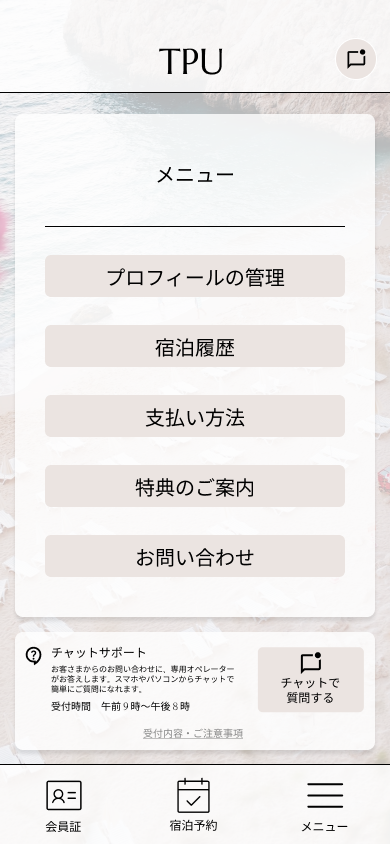 TPU
メニュー
プロフィールの管理
宿泊履歴
支払い方法
特典のご案内
お問い合わせ
チャットサポート
お客さまからのお問い合わせに、専用オペレーター
がお答えします。スマホやパソコンからチャットで
簡単にご質問になれます。
受付時間　午前9時〜午後8時
チャットで
質問する
受付内容・ご注意事項
会員証
宿泊予約
メニュー